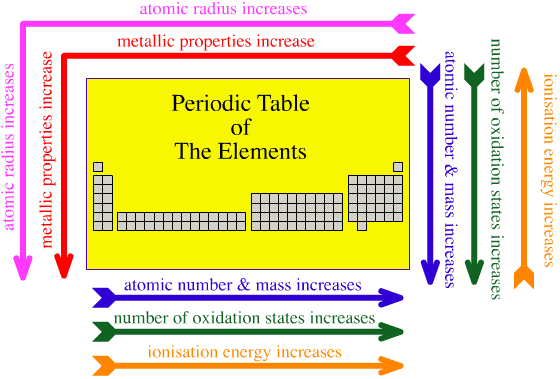 atomic radius increases
metallic properties increase
atomic radius increases
metallic properties increase
Periodic Table
of
The Elements
atomic number & mass increases
number of oxidation states increases
ionisation energy increases
atomic number & mass increases
number of oxidation states increases
ionisation energy increases